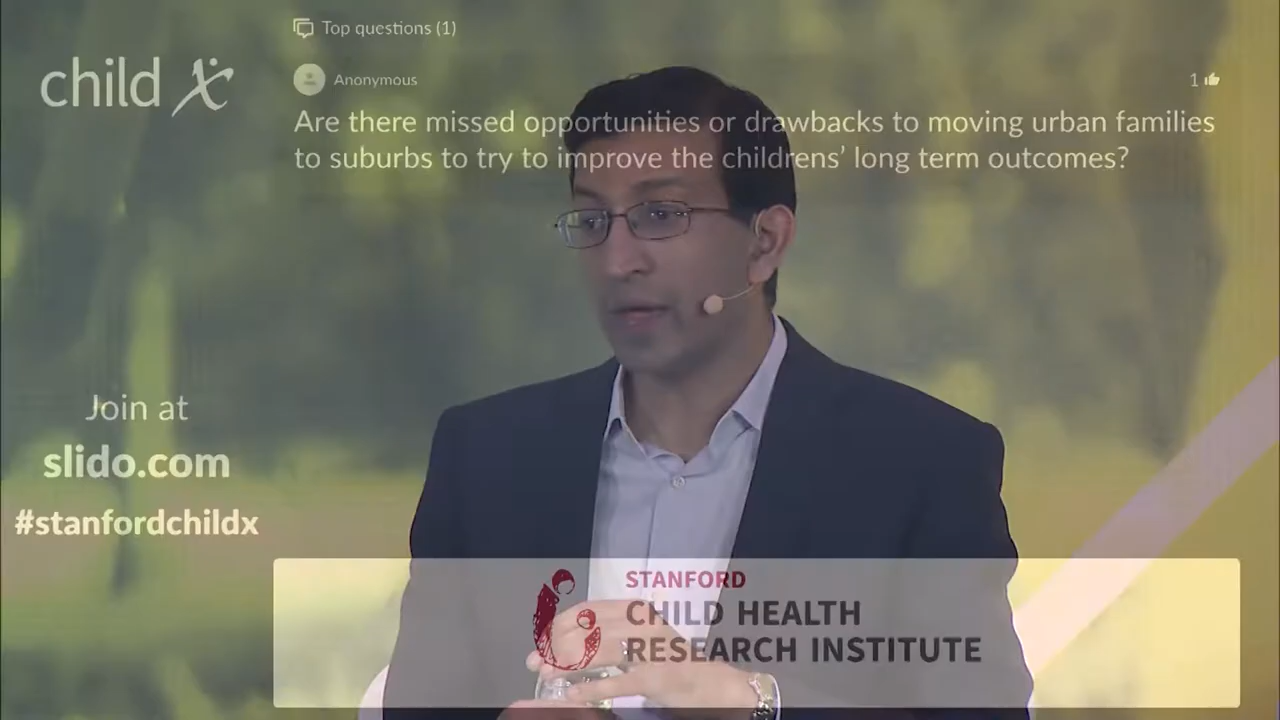 Top questions (1)
child x
Anonymous
1
Are there missed opportunities or drawbacks to moving urban families
to suburbs to try to improve the childrens’ long term outcomes?
Join at
slido.com
#stanfordchildx
STANFORD
CHILD HEALTH
RESEARCH INSTITUTE